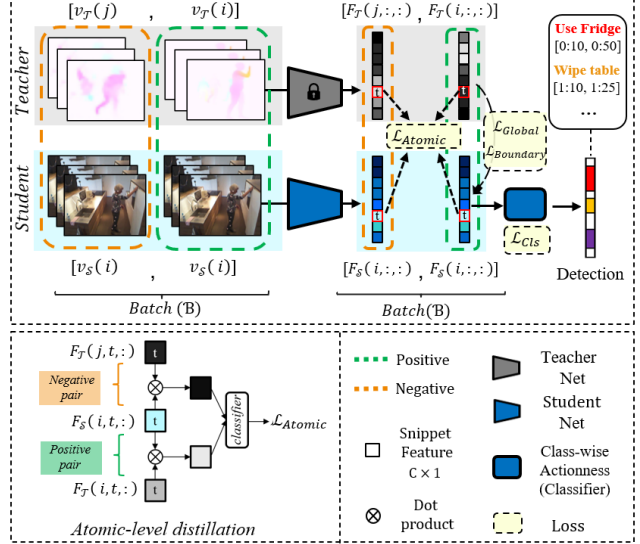 [v_𝒯(j) , v_𝒯(i)]
[F_𝒯(j,:,:) , F_𝒯(i,:,:)]
Use Fridge
[0:10, 0:50]
Wipe table
[1:10, 1:25]
...
Teacher
t
t
ℒ_Atomic
ℒ_Global
ℒ_Boundary
Student
t
t
ℒ_Cls
Detection
[v_𝒮(i) , v_𝒮(i)]
[F_𝒮(i,:,:) , F_𝒮(i,:,:)]
Batch (Ɓ)
Batch(Ɓ)
F_𝒯(j,t,:)
t
Negative
pair
F_𝒮(i,t,:)
t
classifier
ℒ_Atomic
Positive
pair
F_𝒯(i,t,:)
t
Atomic-level distillation
Positive
Negative
Snippet
Feature
C × 1
Dot
product
Teacher
Net
Student
Net
Class-wise
Actionness
(Classifier)
Loss